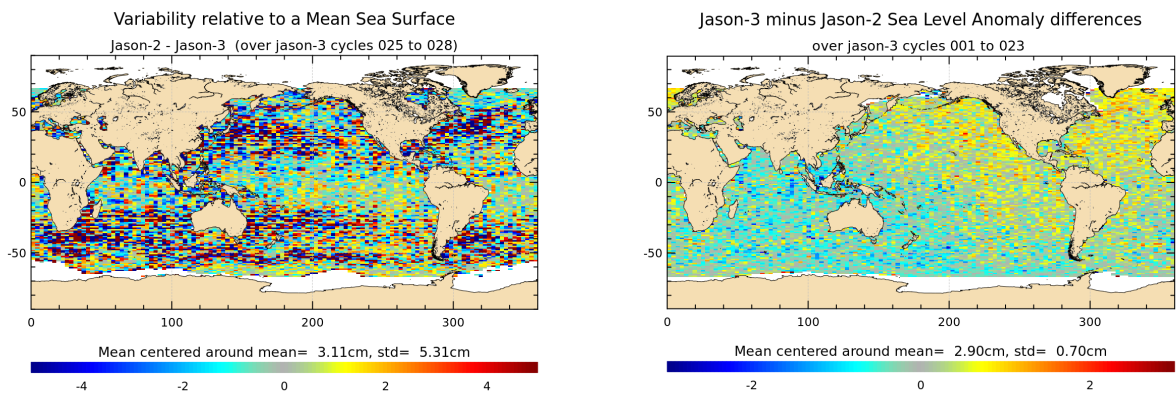 Variability relative to a Mean Sea Surface
Jason-2 - Jason-3 (over jason-3 cycles 025 to 028)
50
0
-50
0 100 200 300
Mean centered around mean= 3.11cm, std= 5.31cm
-4 -2 0 2 4
Jason-3 minus Jason-2 Sea Level Anomaly differences
over jason-3 cycles 001 to 023
50
0
-50
0 100 200 300
Mean centered around mean= 2.90cm, std= 0.70cm
-2 0 2